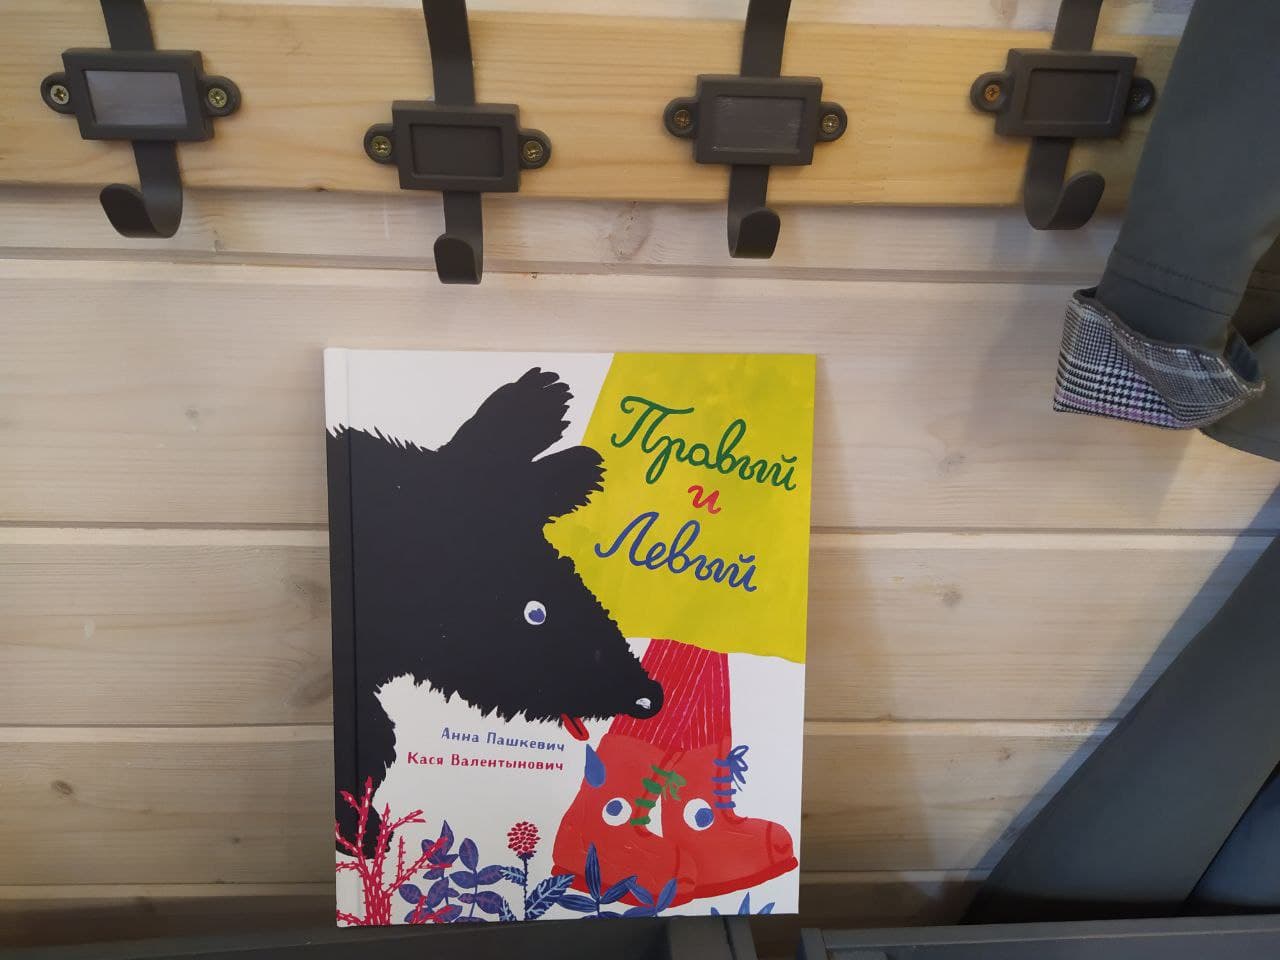 Правый
и
Левый
Анна Пашкевич
Кася Валентынович